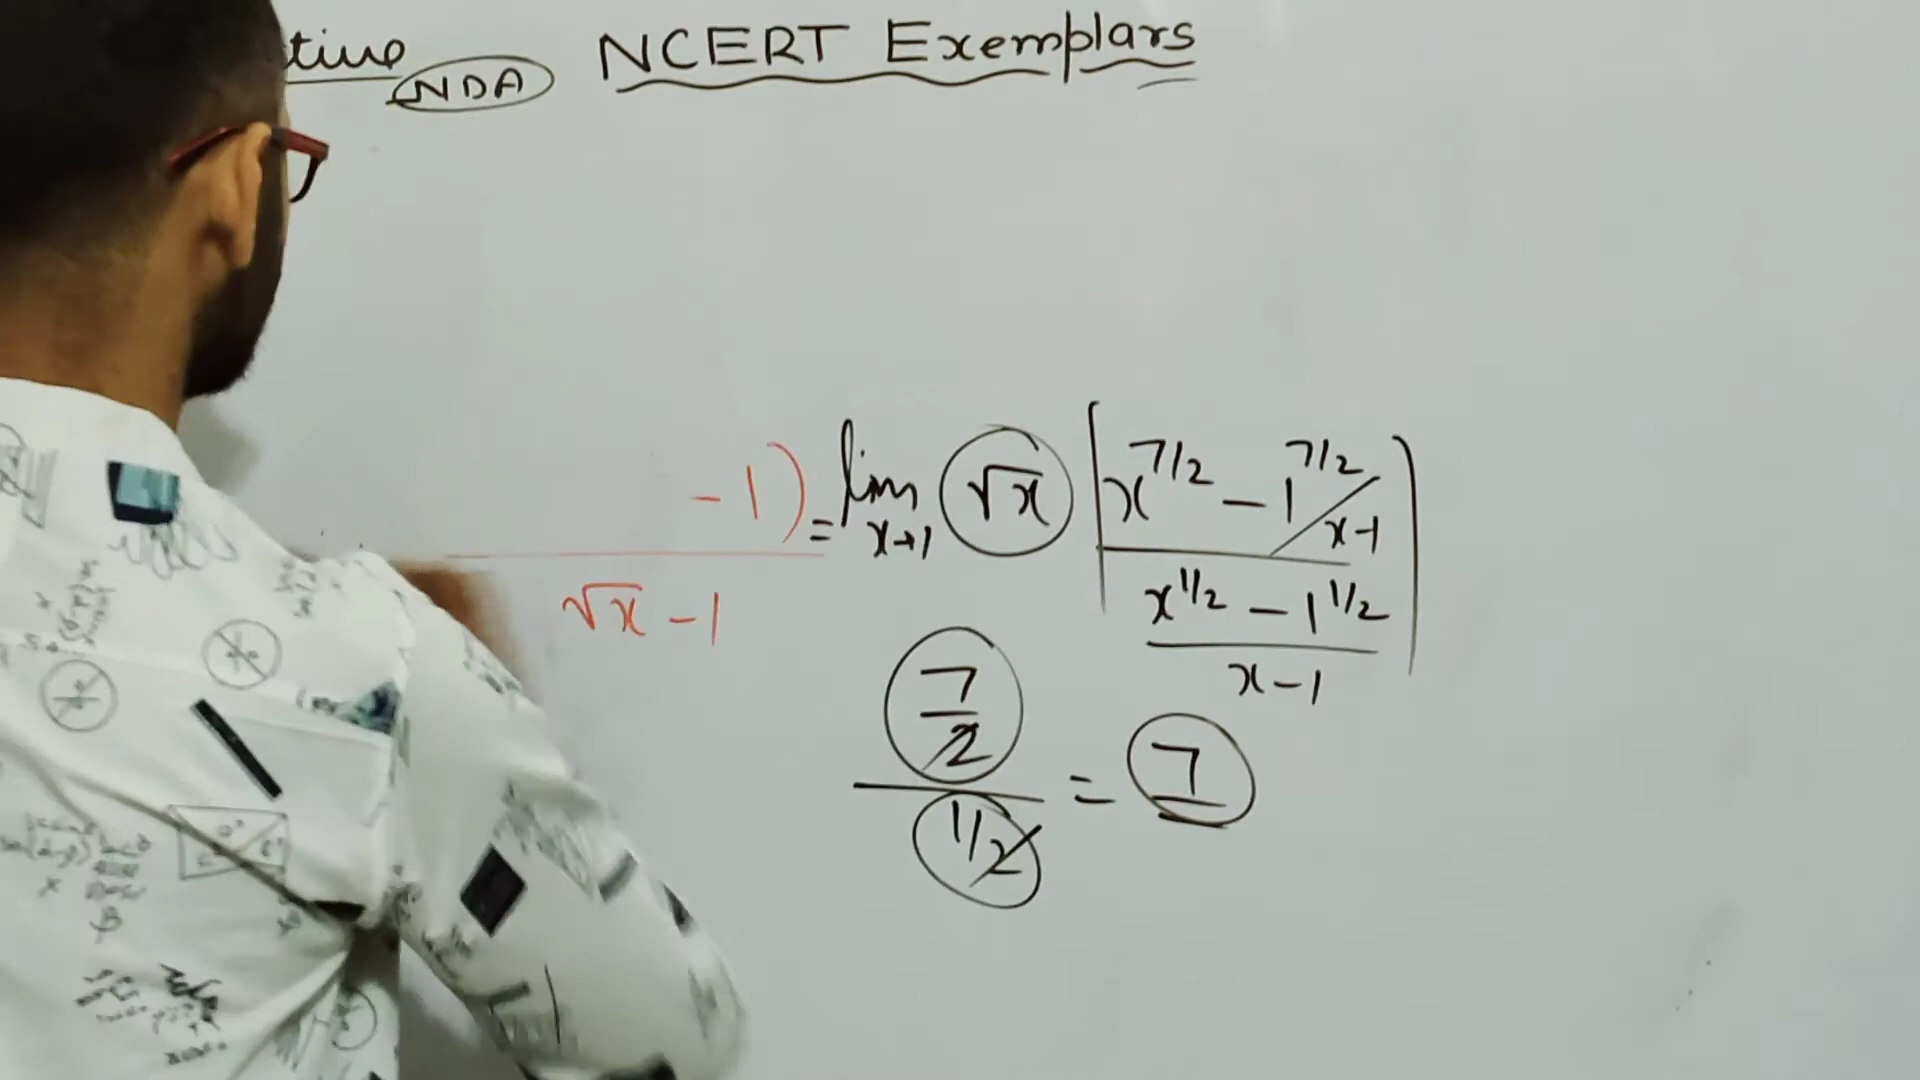 NCERT Exemplars
NDA
-1) = lim x→1 √x [ x^7/2 - 1^7/2 / x-1
√x - 1
x^1/2 - 1^1/2 / x-1 ]
7/2 / 1/2 = 7